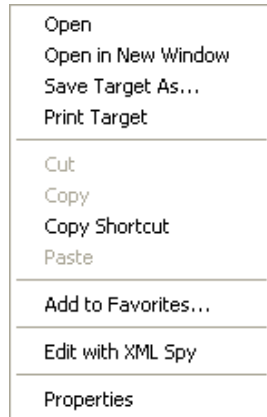 Open
Open in New Window
Save Target As...
Print Target
Cut
Copy
Copy Shortcut
Paste
Add to Favorites...
Edit with XML Spy
Properties